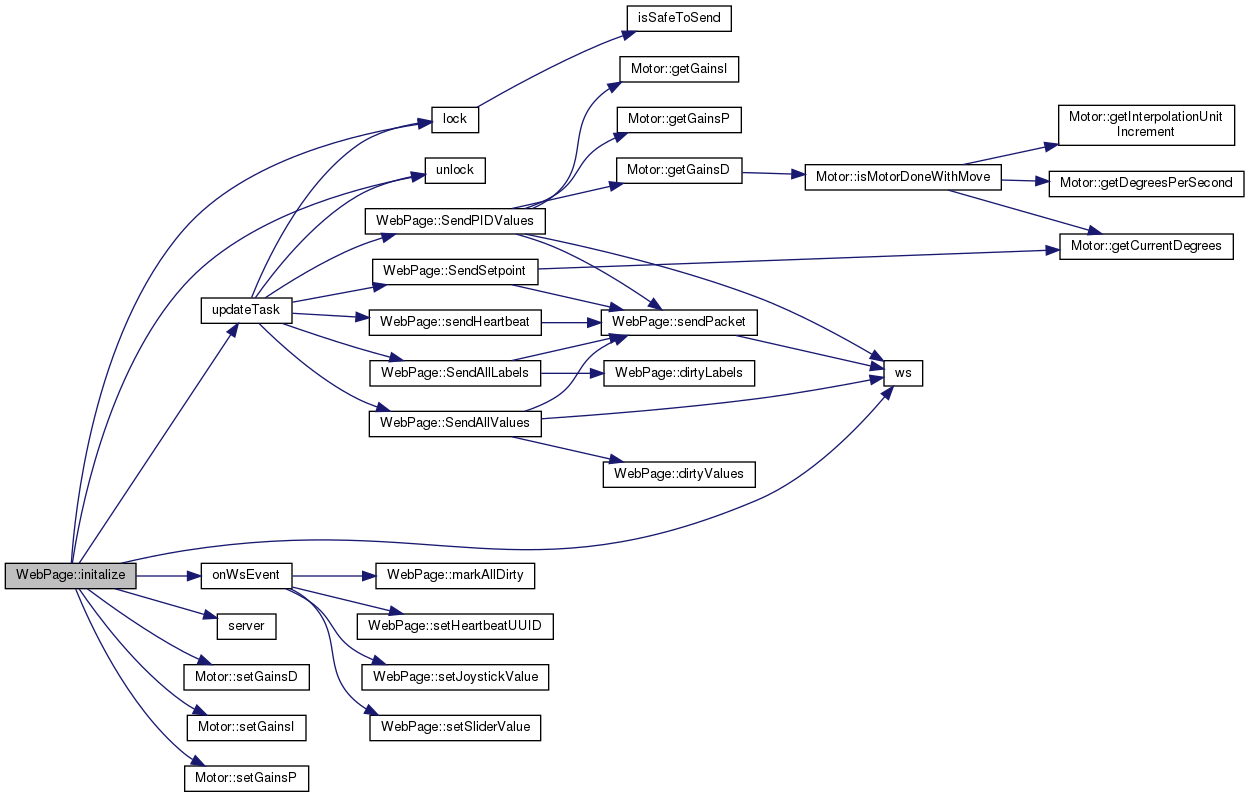 isSafeToSend
Motor::getGainsI
lock
Motor::getGainsP
Motor::getInterpolationUnit
Increment
unlock
Motor::getGainsD
Motor::isMotorDoneWithMove
Motor::getDegreesPerSecond
WebPage::SendPIDValues
Motor::getCurrentDegrees
WebPage::SendSetpoint
updateTask
WebPage::sendHeartbeat
WebPage::sendPacket
WebPage::SendAllLabels
WebPage::dirtyLabels
ws
WebPage::SendAllValues
WebPage::dirtyValues
WebPage::initalize
onWsEvent
WebPage::markAllDirty
server
WebPage::setHeartbeatUUID
Motor::setGainsD
WebPage::setJoystickValue
Motor::setGainsI
WebPage::setSliderValue
Motor::setGainsP